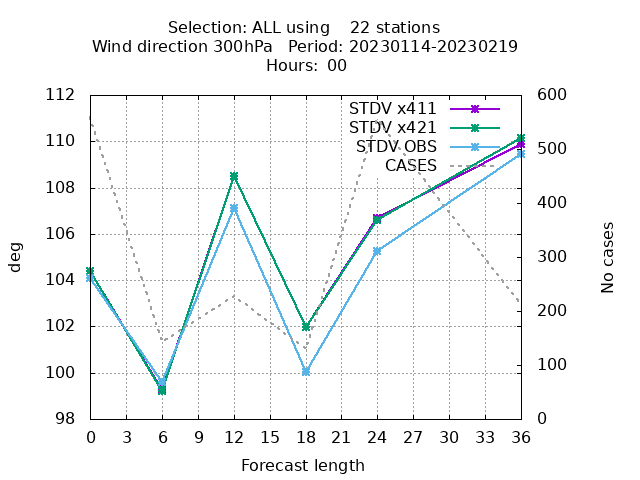 Selection: ALL using    22 stations
Wind direction 300hPa   Period: 20230114-20230219
Hours: 00
112
110
108
106
104
102
100
98
600
500
400
300
200
100
0
STDV x411
STDV x421
STDV OBS
CASES
deg
No cases
0 3 6 9 12 15 18 21 24 27 30 33 36
Forecast length